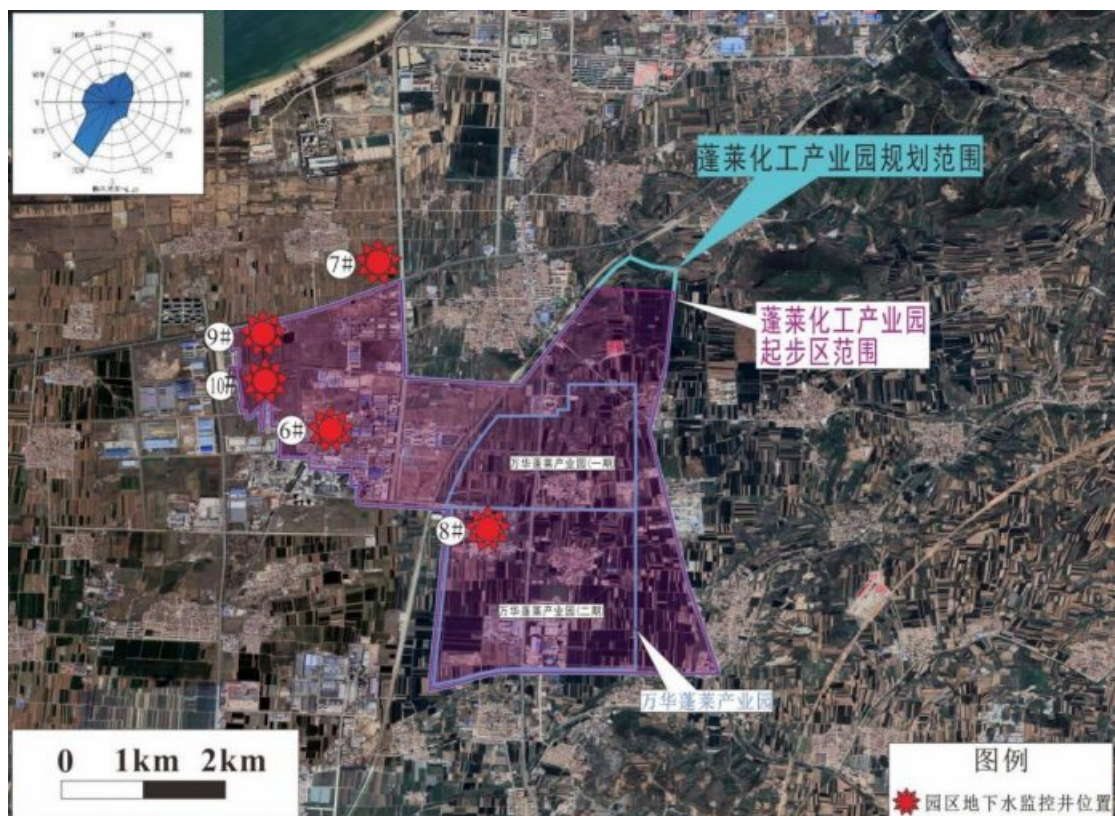 蓬莱化工产业园规划范围
7#
蓬莱化工产业园
起步区范围
9#
10#
6#
万华蓬莱产业园(一期
8#
万华蓬莱产业园(二期
万华蓬莱产业园
0 1km 2km
图例
园区地下水监控井位置